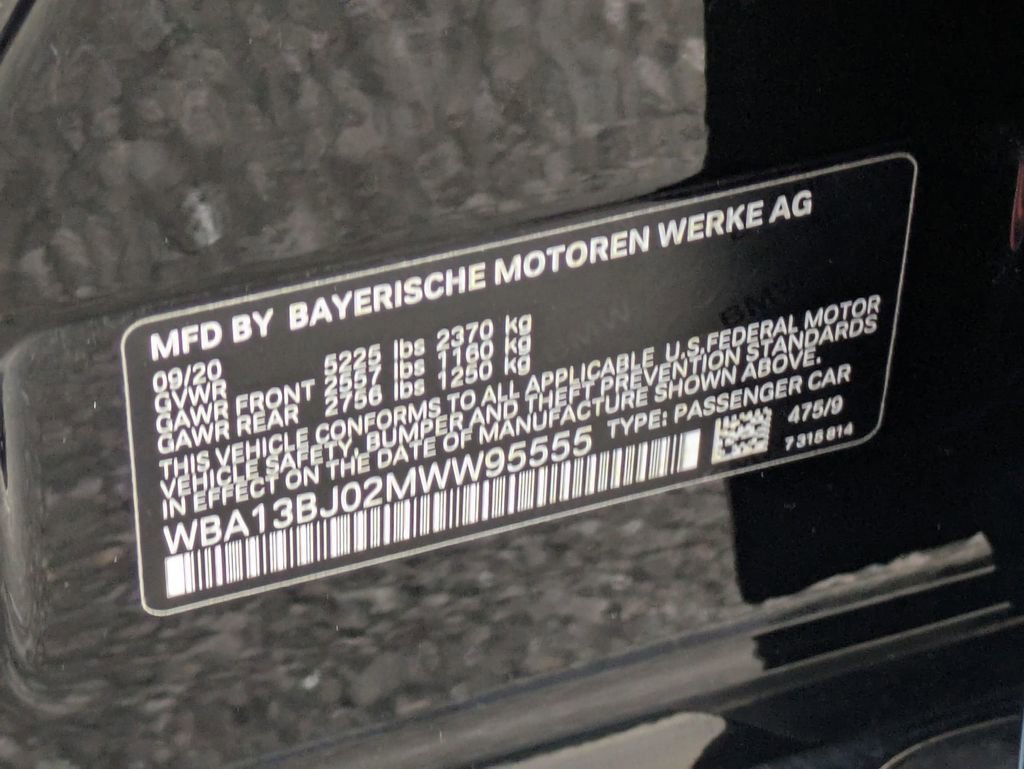 MFD BY BAYERISCHE MOTOREN WERKE AG
09/20
GVWR 5225 lbs 2370 kg
GAWR FRONT 2557 lbs 1160 kg
GAWR REAR 2756 lbs 1250 kg
THIS VEHICLE CONFORMS TO ALL APPLICABLE U.S.FEDERAL MOTOR
VEHICLE SAFETY, BUMPER AND THEFT PREVENTION STANDARDS
IN EFFECT ON THE DATE OF MANUFACTURE SHOWN ABOVE.
WBA13BJ02MWW95555 TYPE: PASSENGER CAR
475/9
7 316 814